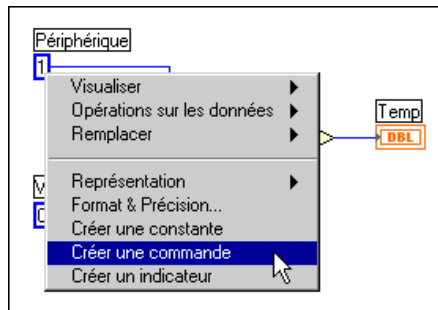 Périphérique
1
Visualiser
Opérations sur les données
Remplacer
Temp
DBL
Représentation
Format & Précision...
Créer une constante
Créer une commande
Créer un indicateur